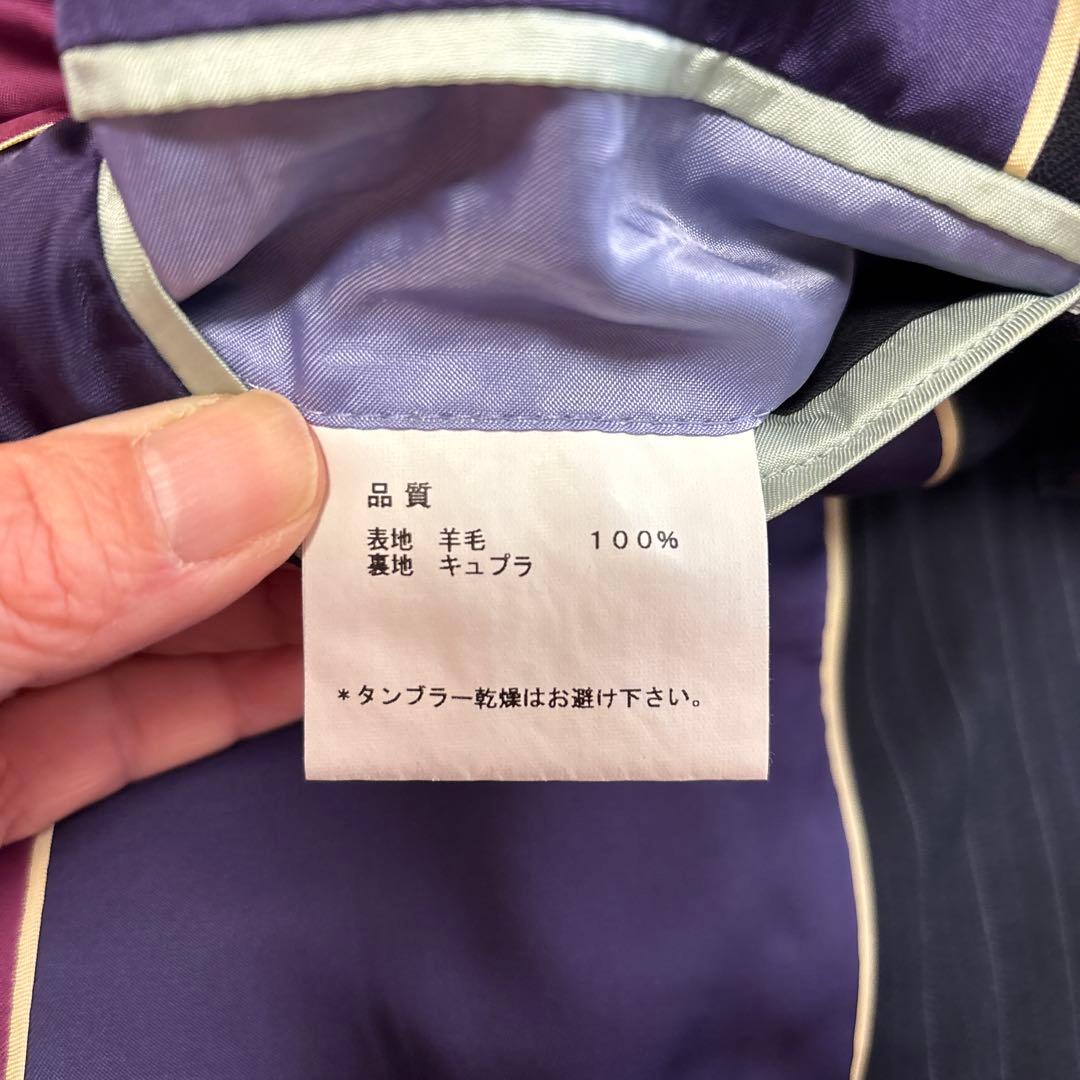 品質
表地 羊毛 100%
裏地 キュプラ
*タンブラー乾燥はお避け下さい。